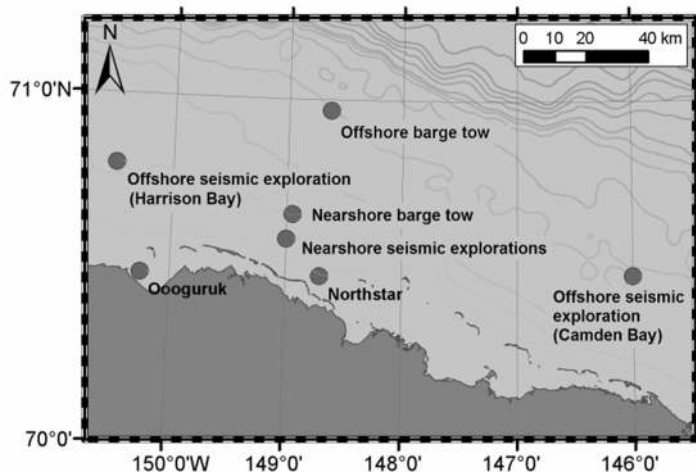 N
0 10 20 40 km
71°0'N
Offshore barge tow
Offshore seismic exploration
(Harrison Bay)
Nearshore barge tow
Nearshore seismic explorations
Oooguruk
Northstar
Offshore seismic
exploration
(Camden Bay)
70°0'
150°0'W 149°0' 148°0' 147°0' 146°0'